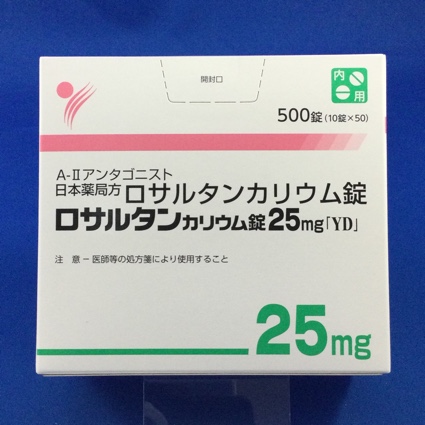 開封口
内用
500錠(10錠×50)
A-IIアンタゴニスト
日本薬局方 ロサルタンカリウム錠
ロサルタンカリウム錠25mg「YD」
注 意 − 医師等の処方箋により使用すること
25mg